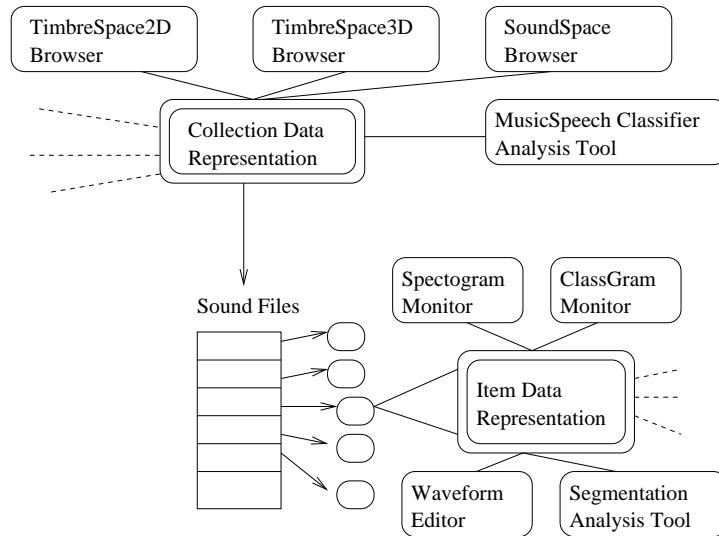 TimbreSpace2D
Browser
TimbreSpace3D
Browser
SoundSpace
Browser
Collection Data
Representation
MusicSpeech Classifier
Analysis Tool
Sound Files
Spectogram
Monitor
ClassGram
Monitor
Item Data
Representation
Waveform
Editor
Segmentation
Analysis Tool